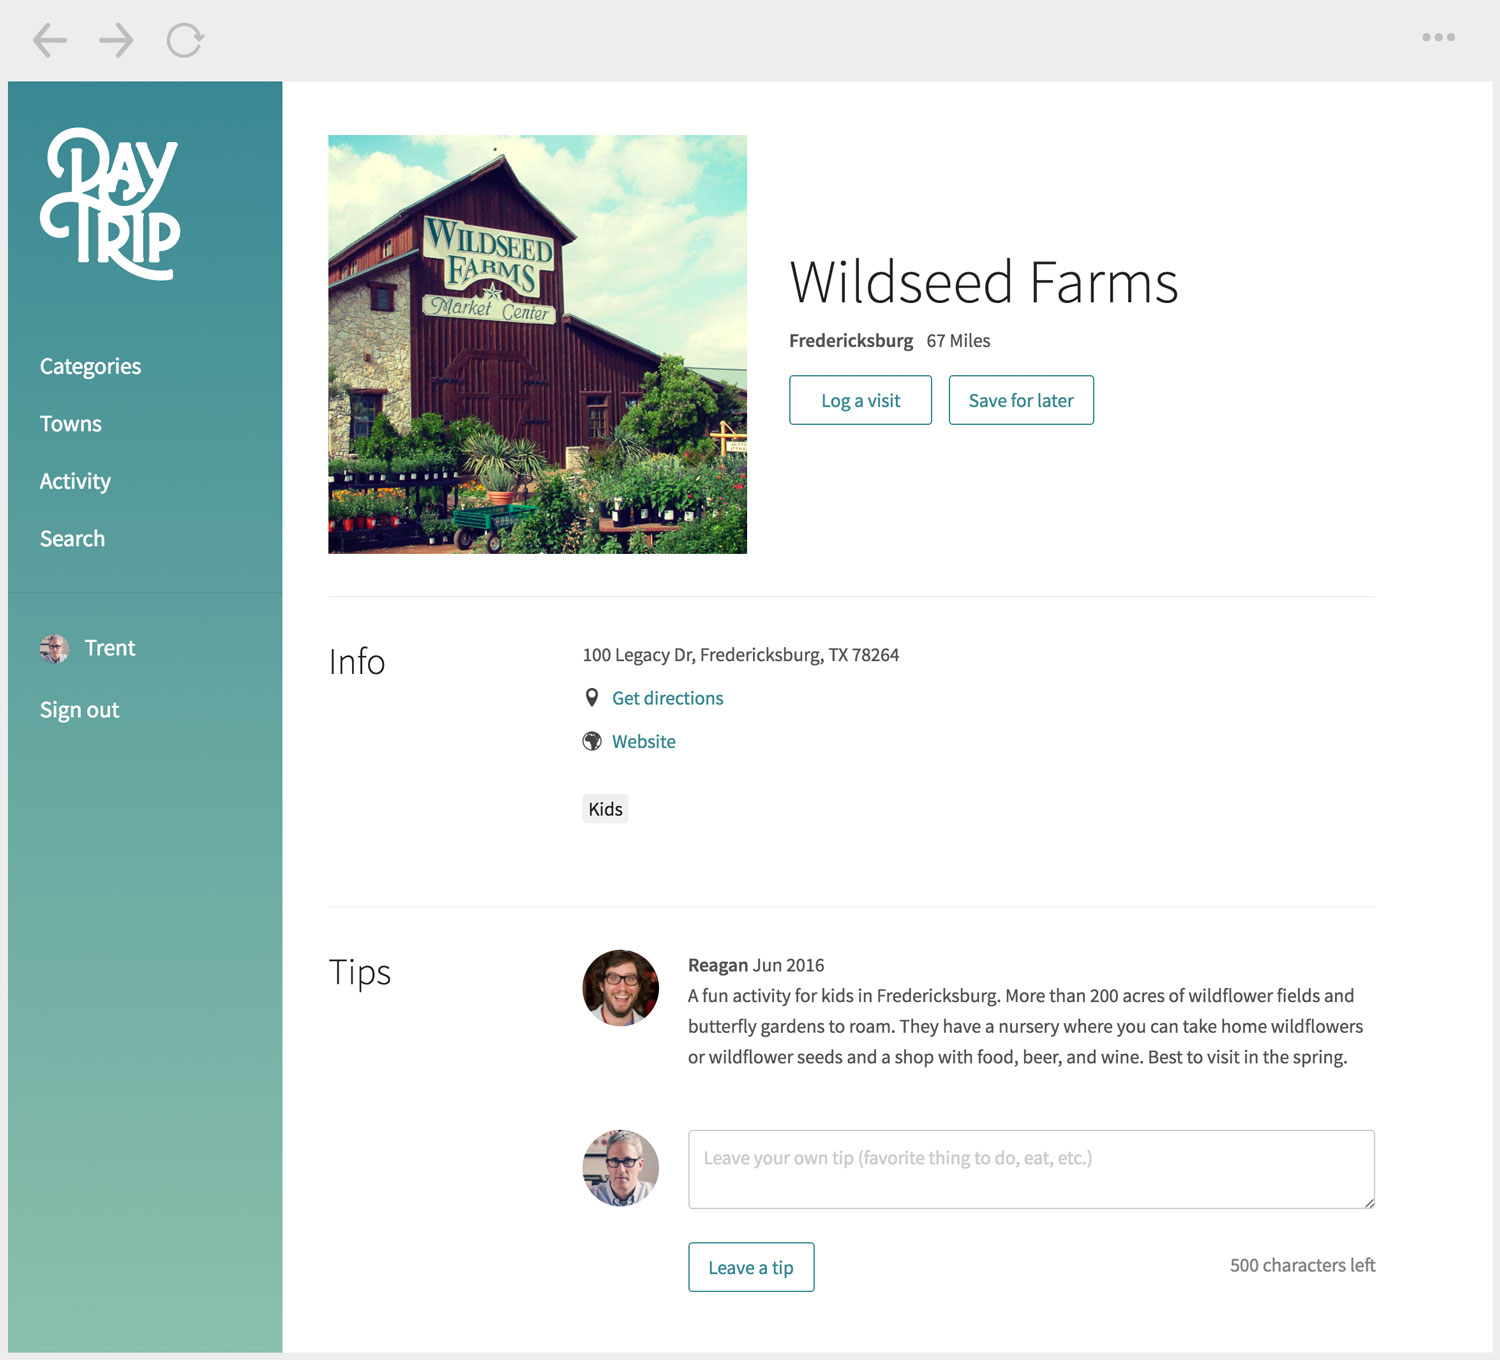 DAY
TRIP
Categories
Towns
Activity
Search
Trent
Sign out
WILDSEED
FARMS
Market Center
Wildseed Farms
Fredericksburg 67 Miles
Log a visit
Save for later
Info
100 Legacy Dr, Fredericksburg, TX 78264
Get directions
Website
Kids
Tips
Reagan Jun 2016
A fun activity for kids in Fredericksburg. More than 200 acres of wildflower fields and
butterfly gardens to roam. They have a nursery where you can take home wildflowers
or wildflower seeds and a shop with food, beer, and wine. Best to visit in the spring.
Leave your own tip (favorite thing to do, eat, etc.)
Leave a tip
500 characters left